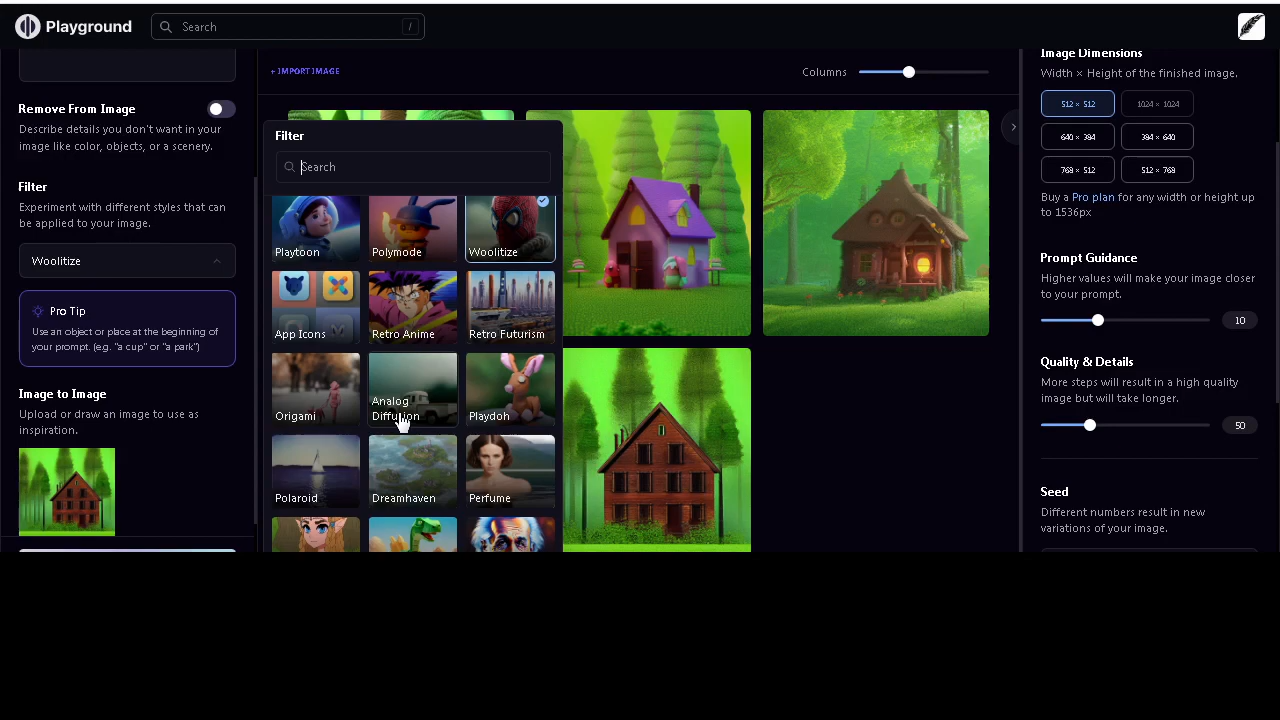 Playground
Search
/
Remove From Image
Describe details you don't want in your
image like color, objects, or a scenery.
Filter
Experiment with different styles that can
be applied to your image.
Woolitize
Pro Tip
Use an object or place at the beginning of
your prompt. (e.g. "a cup" or "a park")
Image to Image
Upload or draw an image to use as
inspiration.
+ IMPORT IMAGE
Columns
Filter
Search
Playtoon
Polymode
Woolitize
App Icons
Retro Anime
Retro Futurism
Origami
Analog
Diffusion
Playdoh
Polaroid
Dreamhaven
Perfume
Image Dimensions
Width × Height of the finished image.
512 × 512
1024 × 1024
640 × 384
384 × 640
768 × 512
512 × 768
Buy a Pro plan for any width or height up
to 1536px
Prompt Guidance
Higher values will make your image closer
to your prompt.
10
Quality & Details
More steps will result in a high quality
image but will take longer.
50
Seed
Different numbers result in new
variations of your image.